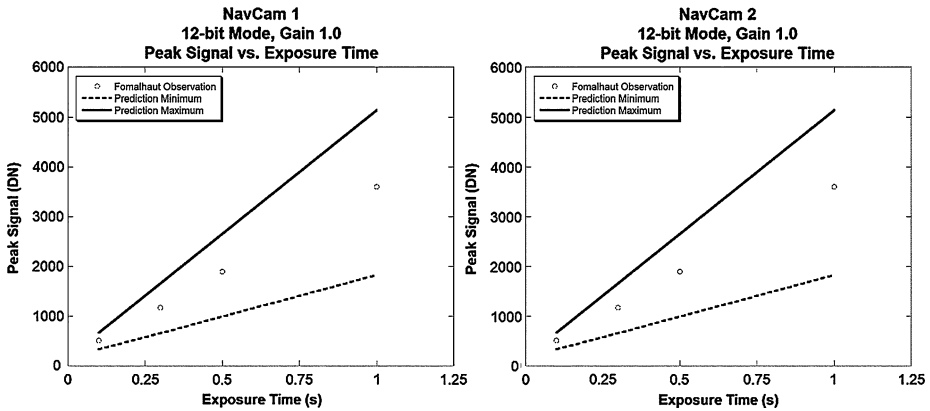 NavCam 1
12-bit Mode, Gain 1.0
Peak Signal vs. Exposure Time
6000
5000
4000
3000
2000
1000
0
Peak Signal (DN)
Fomalhaut Observation
Prediction Minimum
Prediction Maximum
0 0.25 0.5 0.75 1 1.25
Exposure Time (s)
NavCam 2
12-bit Mode, Gain 1.0
Peak Signal vs. Exposure Time
6000
5000
4000
3000
2000
1000
0
Peak Signal (DN)
Fomalhaut Observation
Prediction Minimum
Prediction Maximum
0 0.25 0.5 0.75 1 1.25
Exposure Time (s)